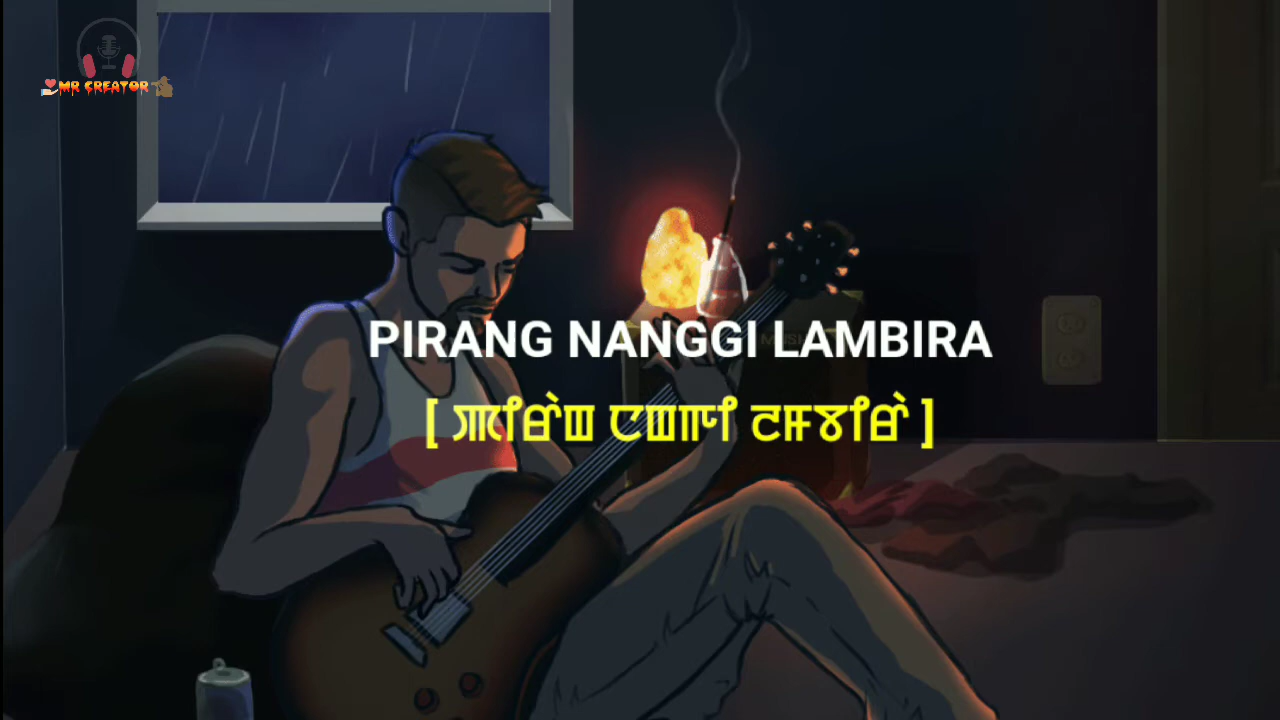 MR CREATOR
PIRANG NANGGI LAMBIRA
[ ꯄꯤꯔꯥꯡ ꯅꯡꯒꯤ ꯂꯝꯕꯤꯔꯥ ]